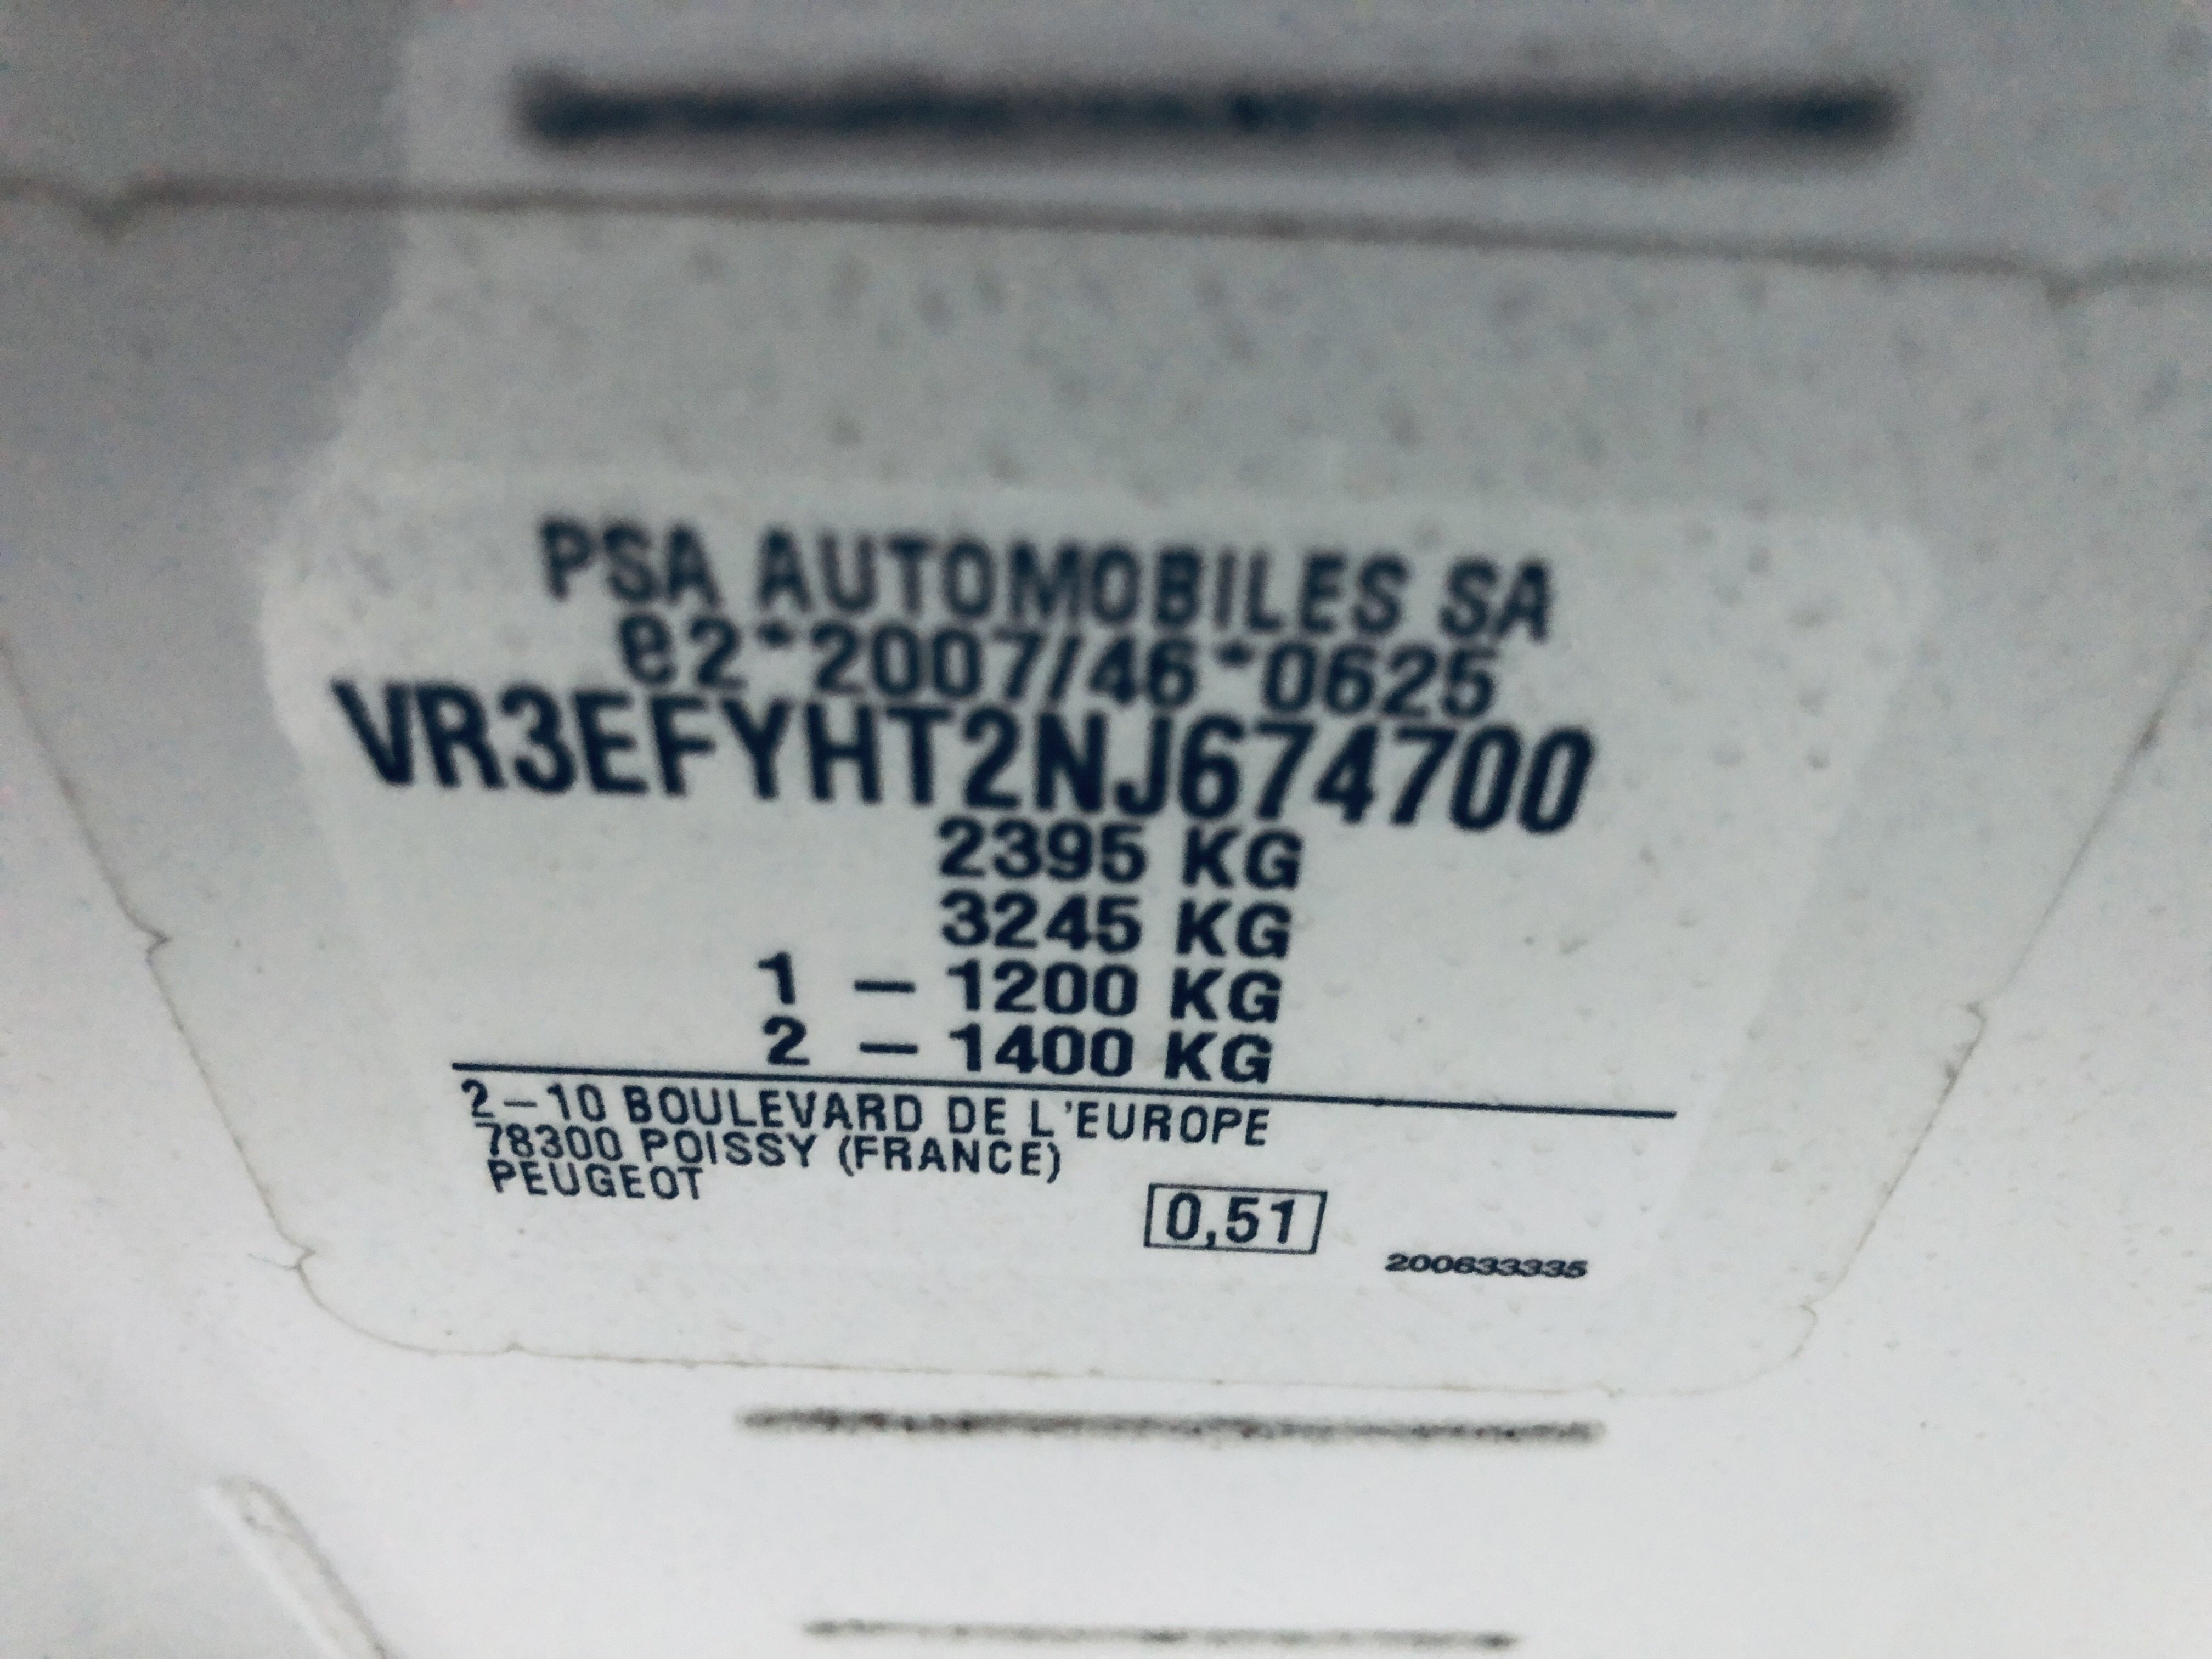 PSA AUTOMOBILES SA
e2*2007/46*0625
VR3EFYHT2NJ674700
2395 KG
3245 KG
1 – 1200 KG
2 – 1400 KG
2–10 BOULEVARD DE L'EUROPE
78300 POISSY (FRANCE)
PEUGEOT
0,51
200633335